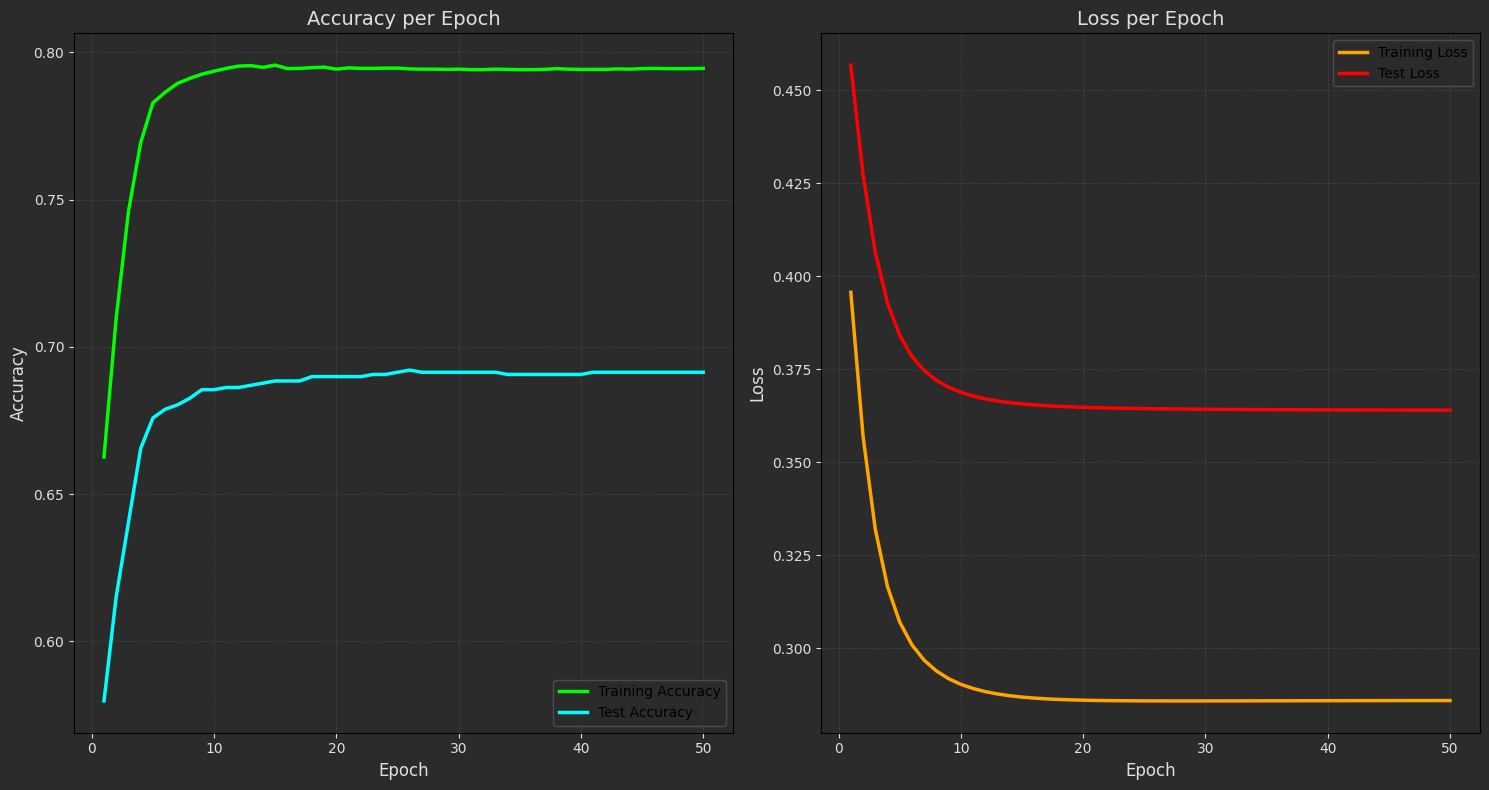 Accuracy per Epoch
Accuracy
0.80
0.75
0.70
0.65
0.60
0 10 20 30 40 50
Epoch
Training Accuracy
Test Accuracy
Loss per Epoch
Loss
0.450
0.425
0.400
0.375
0.350
0.325
0.300
0 10 20 30 40 50
Epoch
Training Loss
Test Loss